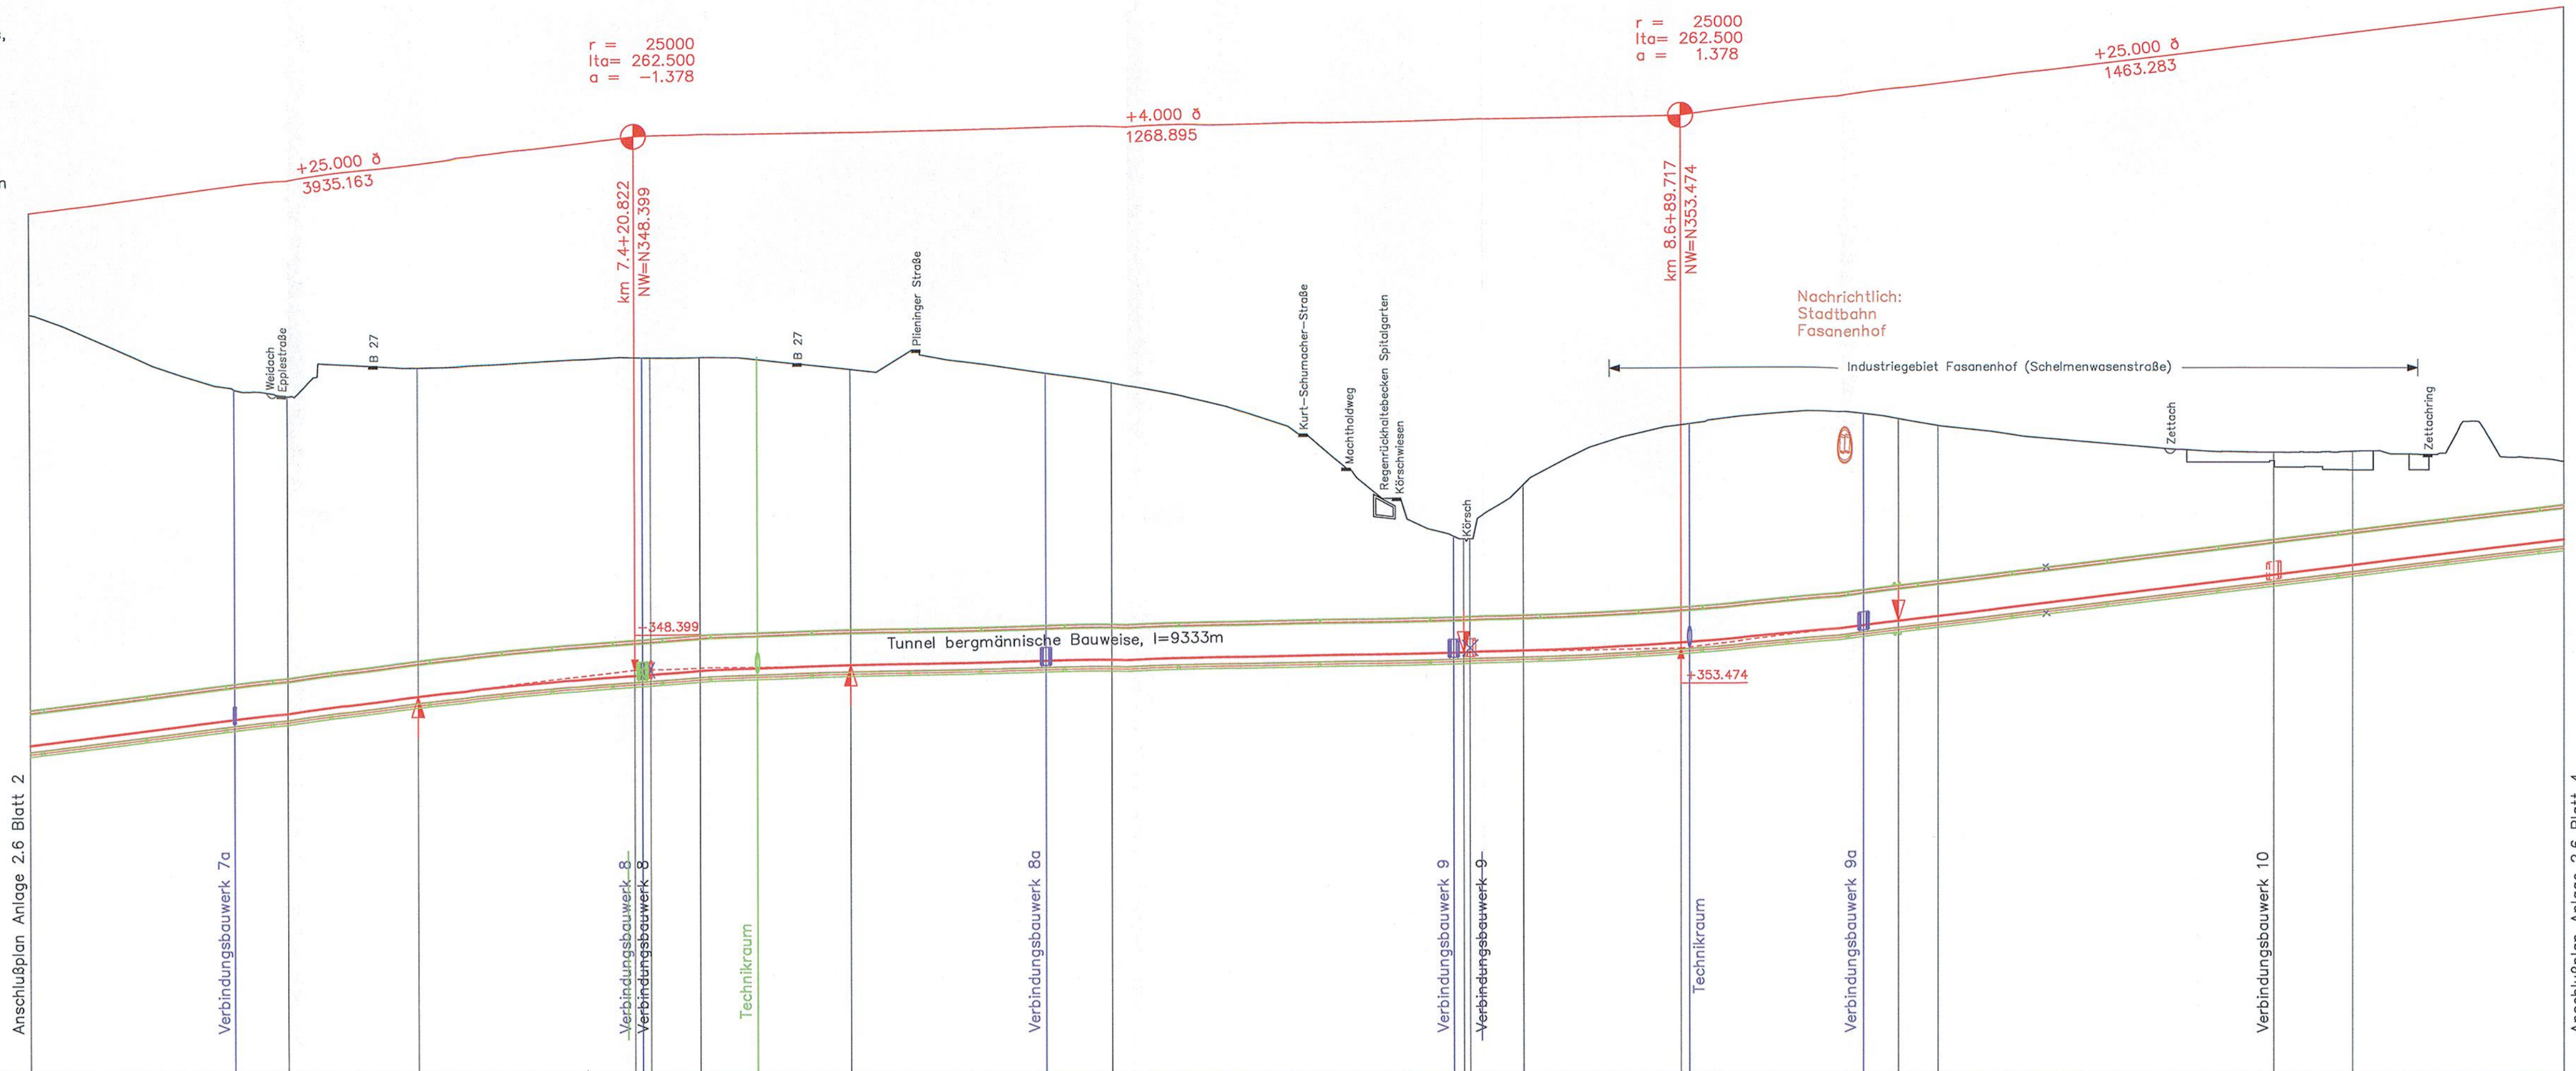 r = 25000
lta= 262.500
a = −1.378
r = 25000
lta= 262.500
a = 1.378
+25.000 ð
3935.163
+4.000 ð
1268.895
+25.000 ð
1463.283
km 7.4+20.822
NW=N348.399
km 8.6+89.717
NW=N353.474
Weidach
Epplestraße
B 27
B 27
Plieninger Straße
Kurt−Schumacher−Straße
Machtholdweg
Regenrückhaltebecken Spitalgarten
Körschwiesen
Körsch
Nachrichtlich:
Stadtbahn
Fasanenhof
Industriegebiet Fasanenhof (Schelmenwasenstraße)
Zettach
Zettachring
+348.399
Tunnel bergmännische Bauweise, l=9333m
+353.474
Anschlußplan Anlage 2.6 Blatt 2
Verbindungsbauwerk 7a
Verbindungsbauwerk 8
Verbindungsbauwerk 8
Technikraum
Verbindungsbauwerk 8a
Verbindungsbauwerk 9
Verbindungsbauwerk 9
Technikraum
Verbindungsbauwerk 9a
Verbindungsbauwerk 10